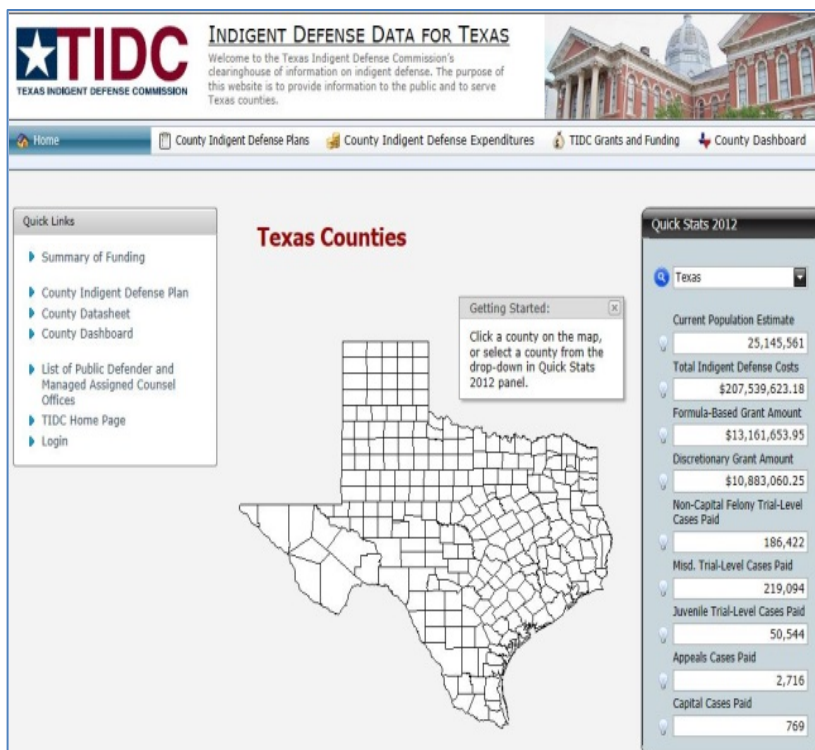 TIDC
TEXAS INDIGENT DEFENSE COMMISSION
INDIGENT DEFENSE DATA FOR TEXAS
Welcome to the Texas Indigent Defense Commission's
clearinghouse of information on indigent defense. The purpose of
this website is to provide information to the public and to serve
Texas counties.
Home
County Indigent Defense Plans
County Indigent Defense Expenditures
TIDC Grants and Funding
County Dashboard
Quick Links
Summary of Funding
County Indigent Defense Plan
County Datasheet
County Dashboard
List of Public Defender and
Managed Assigned Counsel
Offices
TIDC Home Page
Login
Texas Counties
Getting Started:
Click a county on the map,
or select a county from the
drop-down in Quick Stats
2012 panel.
Quick Stats 2012
Texas
Current Population Estimate
25,145,561
Total Indigent Defense Costs
$207,539,623.18
Formula-Based Grant Amount
$13,161,653.95
Discretionary Grant Amount
$10,883,060.25
Non-Capital Felony Trial-Level
Cases Paid
186,422
Misd. Trial-Level Cases Paid
219,094
Juvenile Trial-Level Cases Paid
50,544
Appeals Cases Paid
2,716
Capital Cases Paid
769